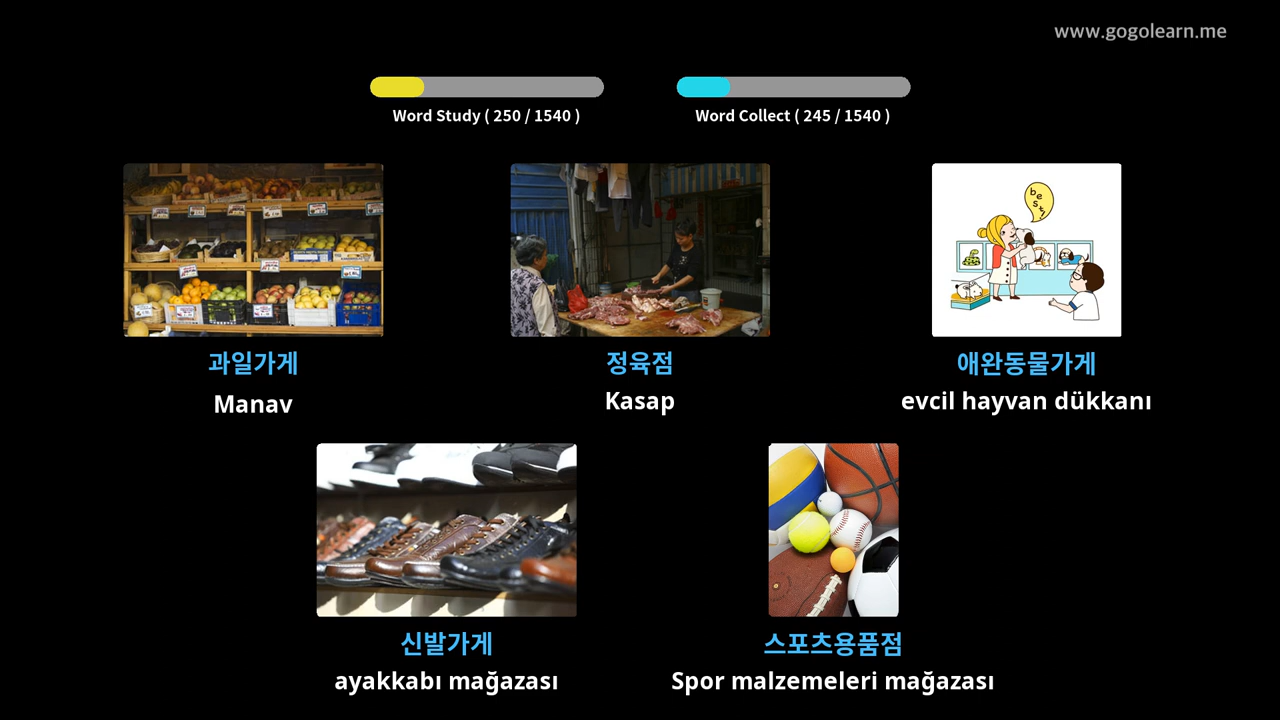 www.gogolearn.me
Word Study ( 250 / 1540 )
Word Collect ( 245 / 1540 )
best!
과일가게
정육점
애완동물가게
Manav
Kasap
evcil hayvan dükkanı
신발가게
스포츠용품점
ayakkabı mağazası
Spor malzemeleri mağazası